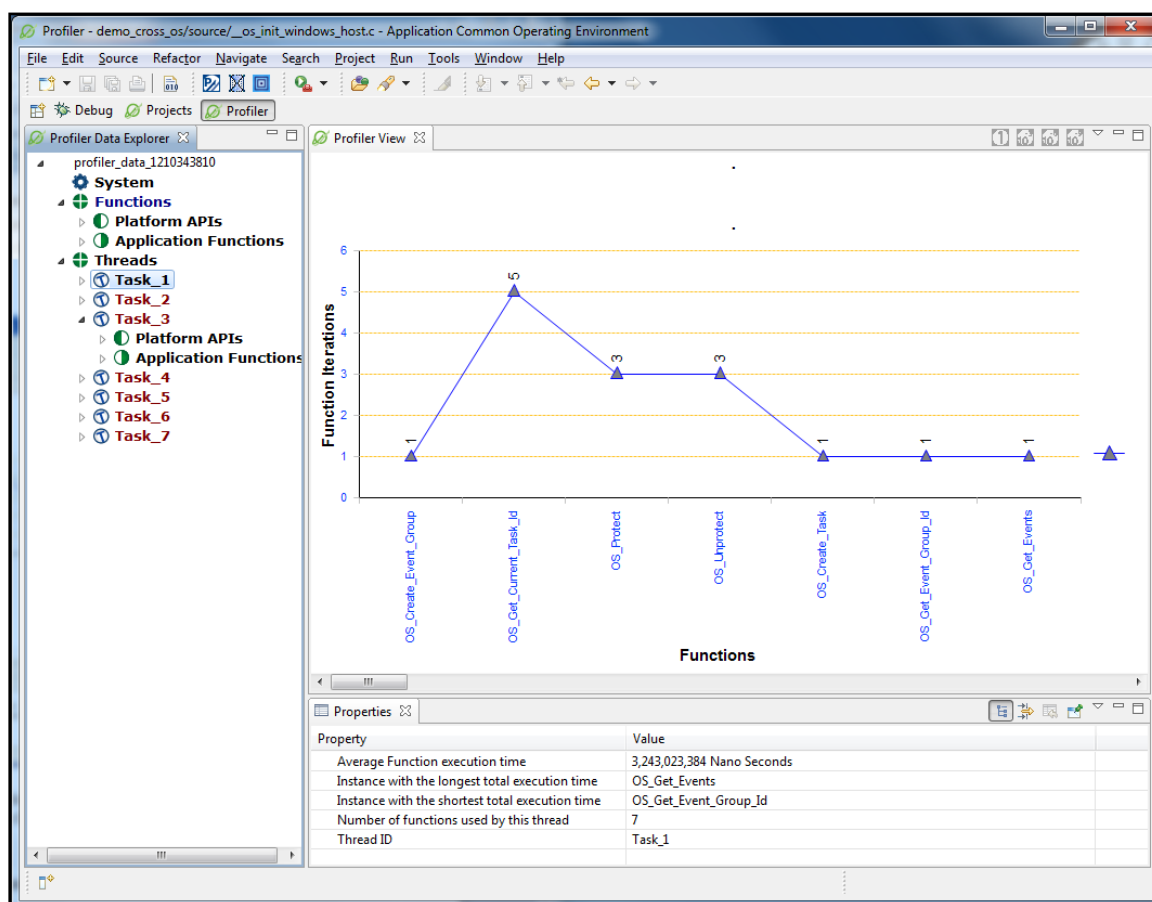 Profiler - demo_cross_os/source/__os_init_windows_host.c - Application Common Operating Environment
File Edit Source Refactor Navigate Search Project Run Tools Window Help
Debug Projects Profiler
Profiler Data Explorer
profiler_data_1210343810
System
Functions
Platform APIs
Application Functions
Threads
Task_1
Task_2
Task_3
Platform APIs
Application Functions
Task_4
Task_5
Task_6
Task_7
Profiler View
Function Iterations
6
5
4
3
2
1
0
1
5
3
3
1
1
1
OS_Create_Event_Group
OS_Get_Current_Task_Id
OS_Protect
OS_Unprotect
OS_Create_Task
OS_Get_Event_Group_Id
OS_Get_Events
Functions
Properties
Property Value
Average Function execution time 3,243,023,384 Nano Seconds
Instance with the longest total execution time OS_Get_Events
Instance with the shortest total execution time OS_Get_Event_Group_Id
Number of functions used by this thread 7
Thread ID Task_1